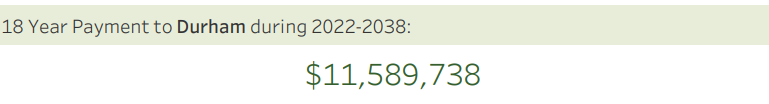 18 Year Payment to Durham during 2022-2038:
$11,589,738